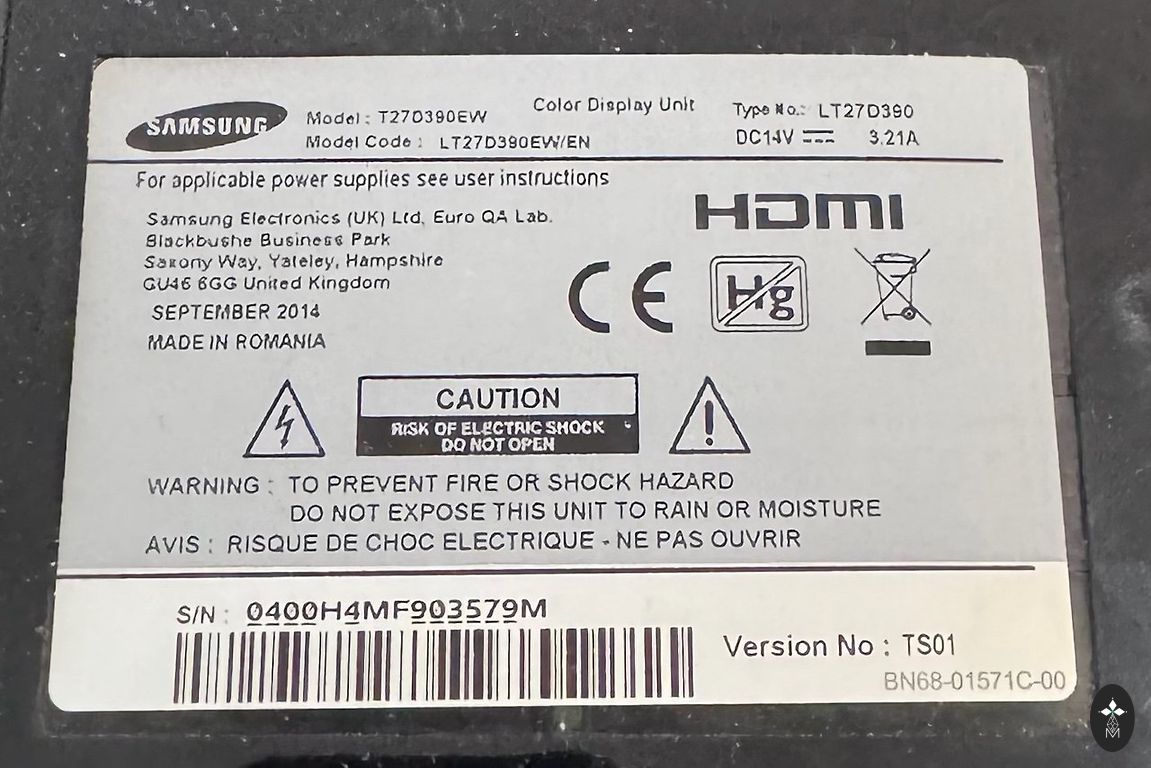 SAMSUNG
Model : T27D390EW
Color Display Unit
Type No.: LT27D390
Model Code : LT27D390EW/EN
DC14V 3.21A
For applicable power supplies see user instructions
Samsung Electronics (UK) Ltd, Euro QA Lab.
Blackbushe Business Park
Saxony Way, Yateley, Hampshire
GU46 6GG United Kingdom
SEPTEMBER 2014
MADE IN ROMANIA
HDMI
CE
Hg
CAUTION
RISK OF ELECTRIC SHOCK
DO NOT OPEN
WARNING : TO PREVENT FIRE OR SHOCK HAZARD
DO NOT EXPOSE THIS UNIT TO RAIN OR MOISTURE
AVIS : RISQUE DE CHOC ELECTRIQUE - NE PAS OUVRIR
S/N : 0400H4MF903579M
Version No : TS01
BN68-01571C-00
M